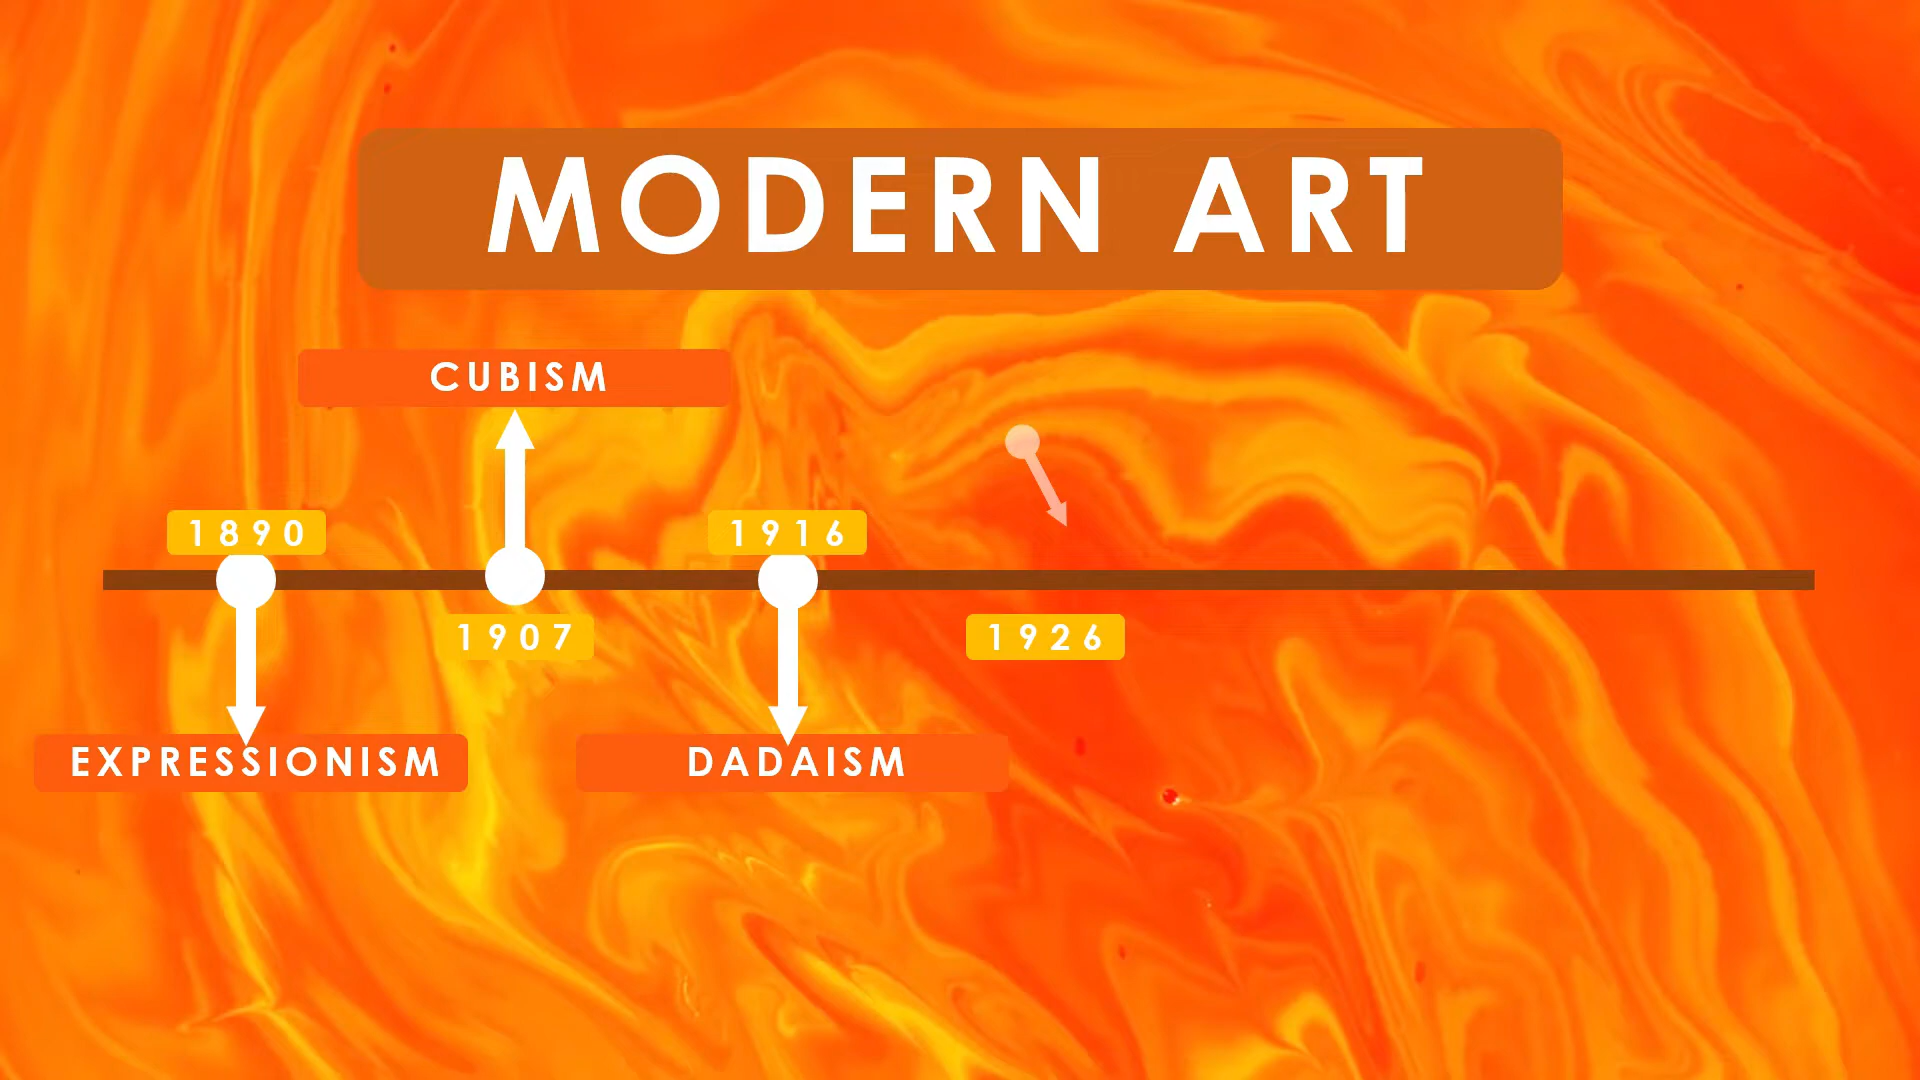 MODERN ART
CUBISM
1890
1916
1907
1926
EXPRESSIONISM
DADAISM